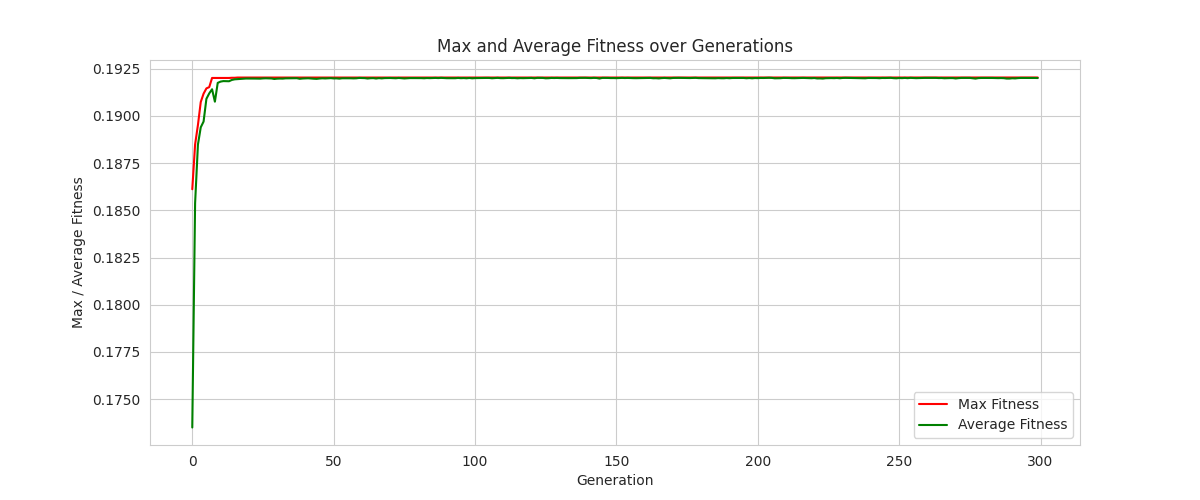 Max and Average Fitness over Generations
Max / Average Fitness
0.1925
0.1900
0.1875
0.1850
0.1825
0.1800
0.1775
0.1750
Max Fitness
Average Fitness
0 50 100 150 200 250 300
Generation